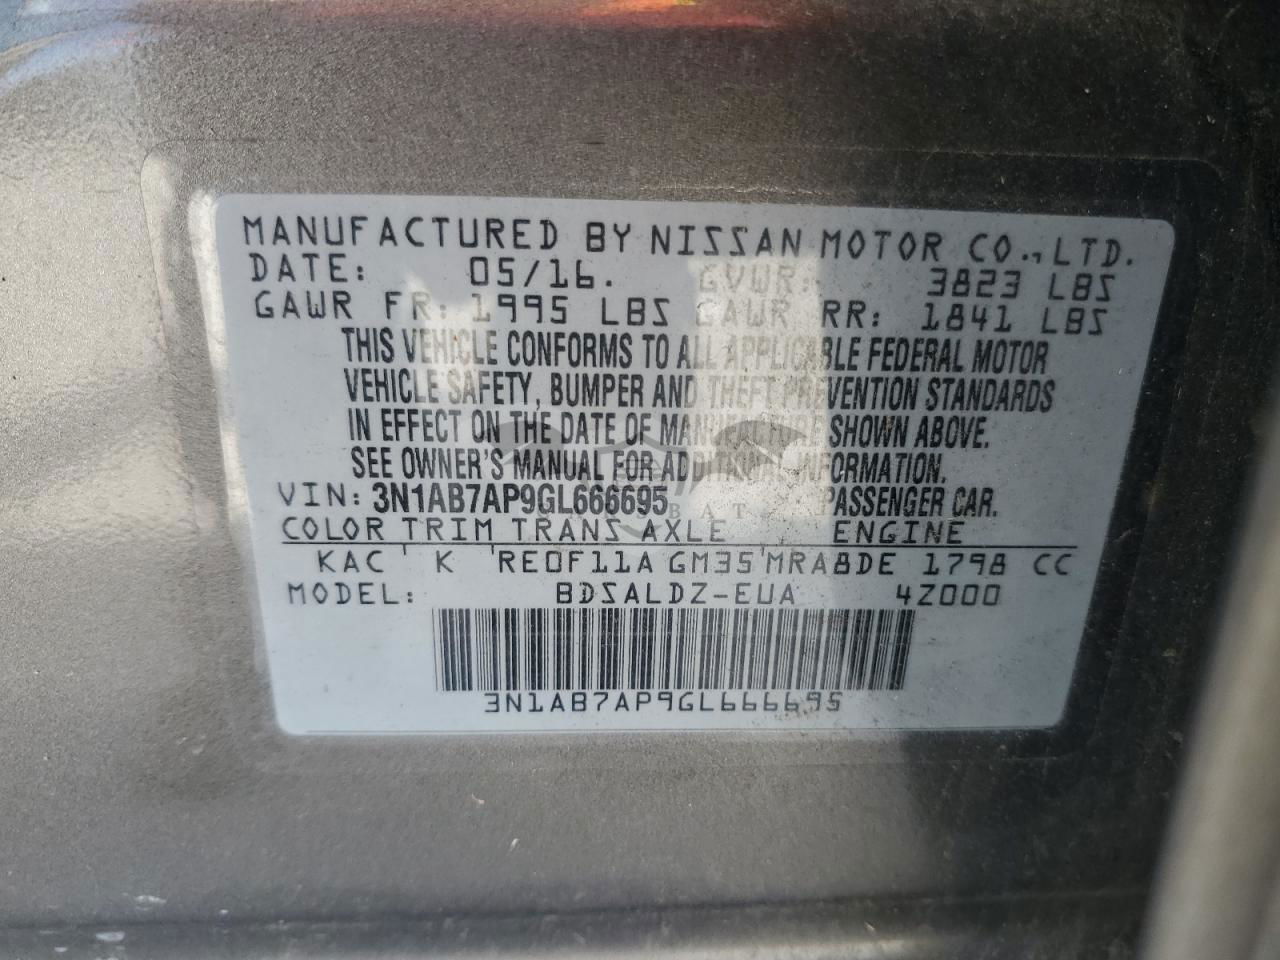 MANUFACTURED BY NISSAN MOTOR CO., LTD.
DATE: 05/16. GVWR: 3823 LBS
GAWR FR: 1995 LBS GAWR RR: 1841 LBS
THIS VEHICLE CONFORMS TO ALL APPLICABLE FEDERAL MOTOR
VEHICLE SAFETY, BUMPER AND THEFT PREVENTION STANDARDS
IN EFFECT ON THE DATE OF MANUFACTURE SHOWN ABOVE.
SEE OWNER'S MANUAL FOR ADDITIONAL INFORMATION.
VIN: 3N1AB7AP9GL666695 PASSENGER CAR.
COLOR TRIM TRANS AXLE ENGINE
KAC ' K 'RE0F11A GM35'MRA8DE 1798 CC
MODEL: BDSALDZ-EUA 4Z000
3N1AB7AP9GL666695